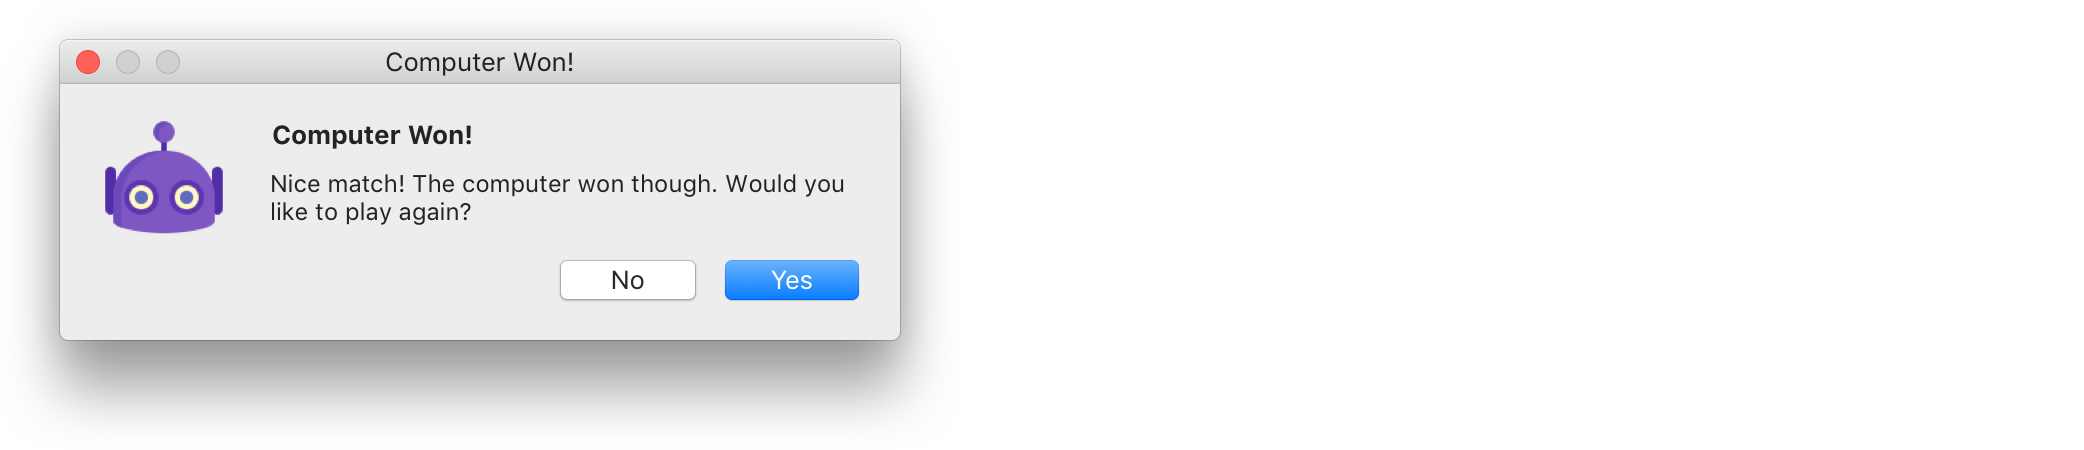 Computer Won!
Computer Won!
Nice match! The computer won though. Would you
like to play again?
No
Yes